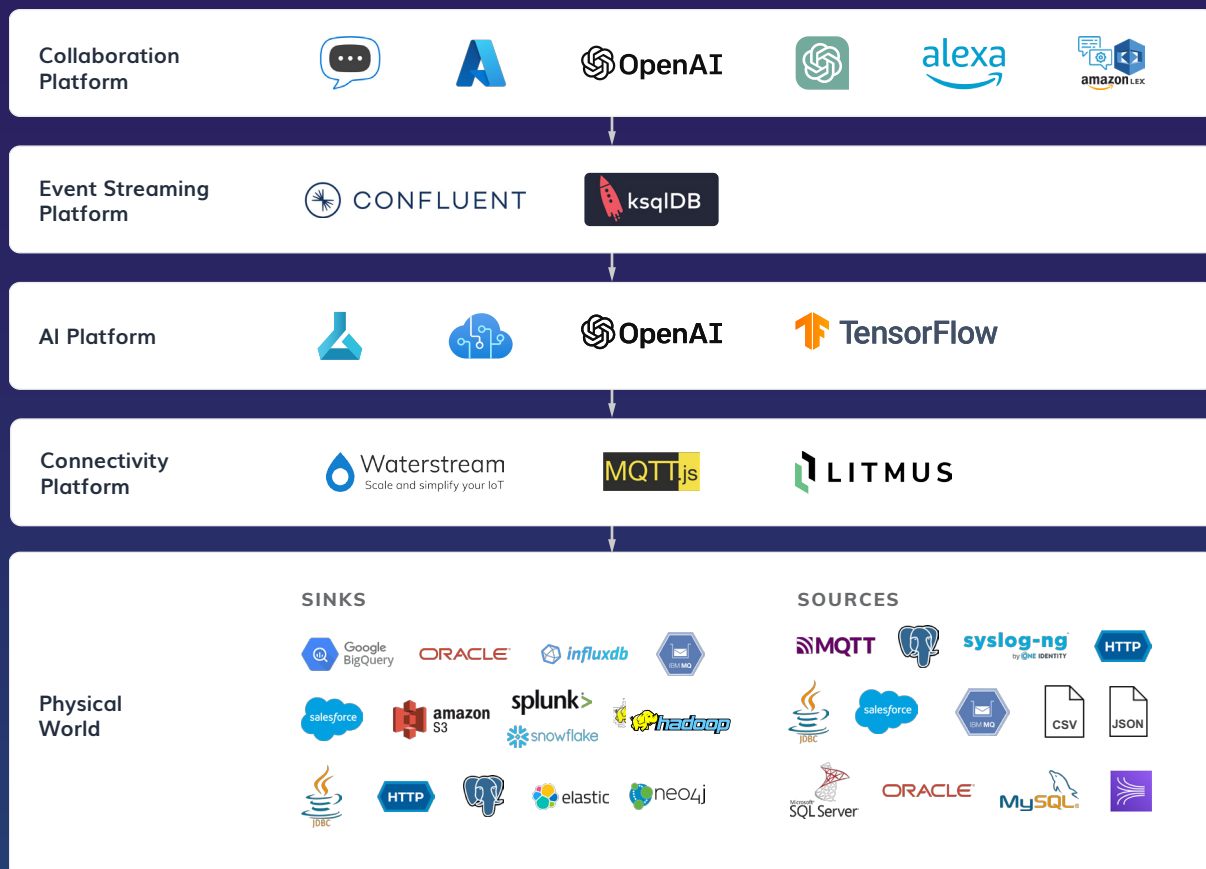 Collaboration
Platform
OpenAI
alexa
amazon LEX
Event Streaming
Platform
CONFLUENT
ksqlDB
AI Platform
OpenAI
TensorFlow
Connectivity
Platform
Waterstream
Scale and simplify your IoT
MQTT.js
LITMUS
Physical
World
SINKS
Google
BigQuery
ORACLE
influxdb
IBM MQ
salesforce
amazon
S3
splunk>
snowflake
hadoop
JDBC
HTTP
elastic
neo4j
SOURCES
MQTT
syslog-ng
by ONE IDENTITY
HTTP
JDBC
salesforce
IBM MQ
CSV
JSON
Microsoft
SQL Server
ORACLE
MySQL